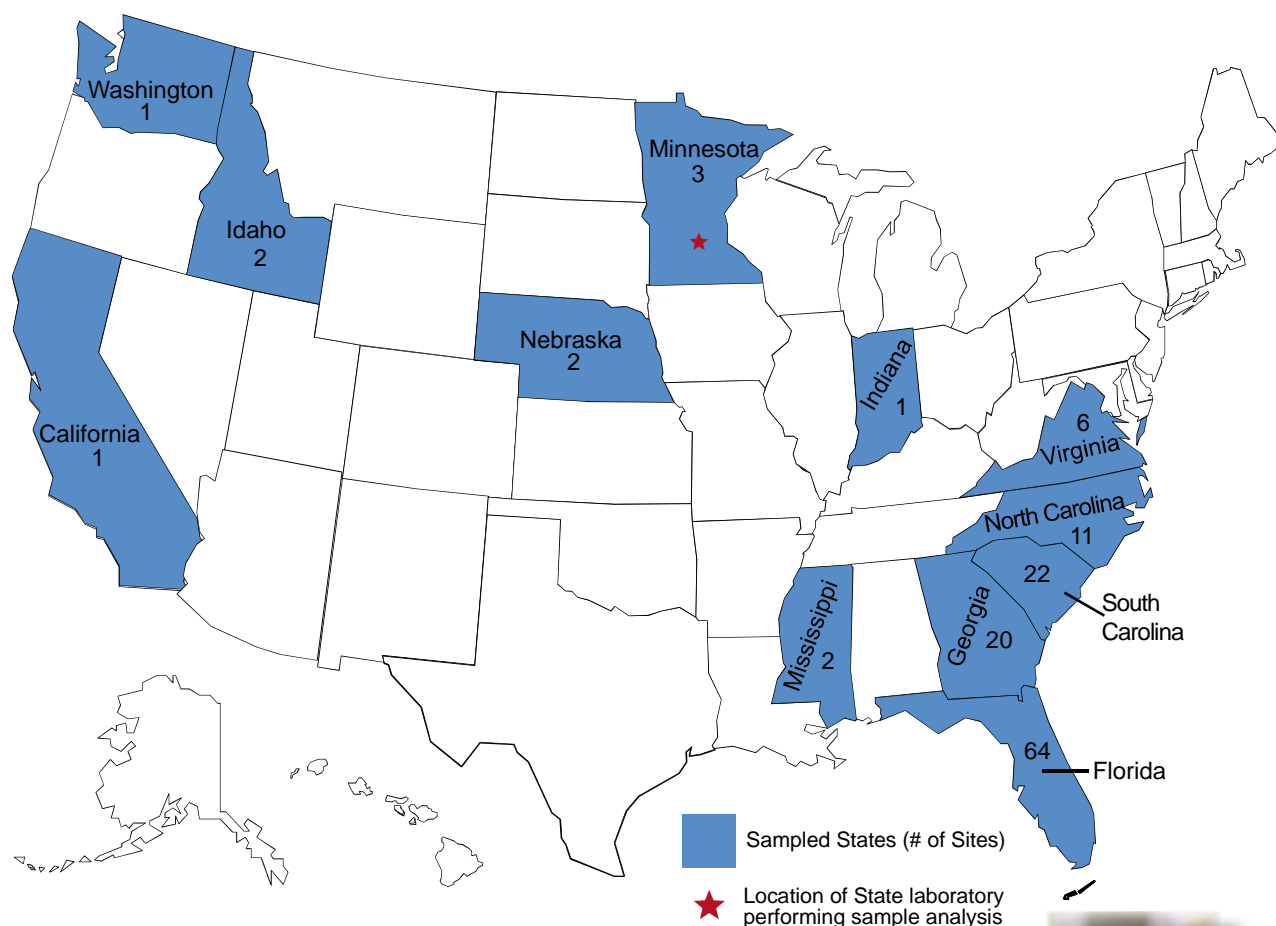 Washington
1
Minnesota
3
Idaho
2
Nebraska
2
Indiana
1
California
1
6
Virginia
North Carolina
11
22
South
Carolina
Georgia
20
Mississippi
2
64
Florida
Sampled States (# of Sites)
Location of State laboratory
performing sample analysis